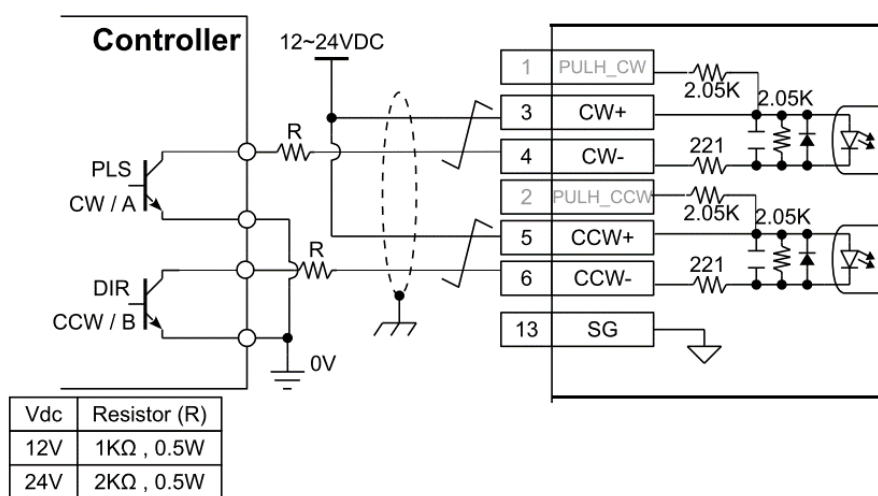 Controller
12~24VDC
1 PULH_CW
2.05K
2.05K
3 CW+
R
PLS
CW / A
4 CW-
221
2 PULH_CCW
2.05K
2.05K
5 CCW+
R
DIR
CCW / B
6 CCW-
221
13 SG
0V
Vdc Resistor (R)
12V 1KΩ , 0.5W
24V 2KΩ , 0.5W